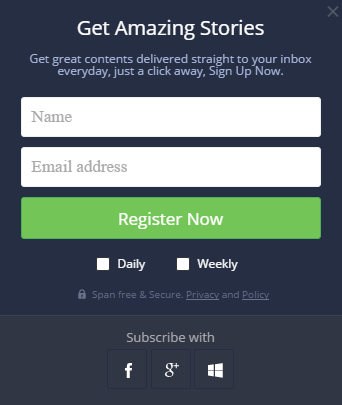 Get Amazing Stories
Get great contents delivered straight to your inbox
everyday, just a click away, Sign Up Now.
Name
Email address
Register Now
Daily Weekly
Span free & Secure. Privacy and Policy
Subscribe with
f g+